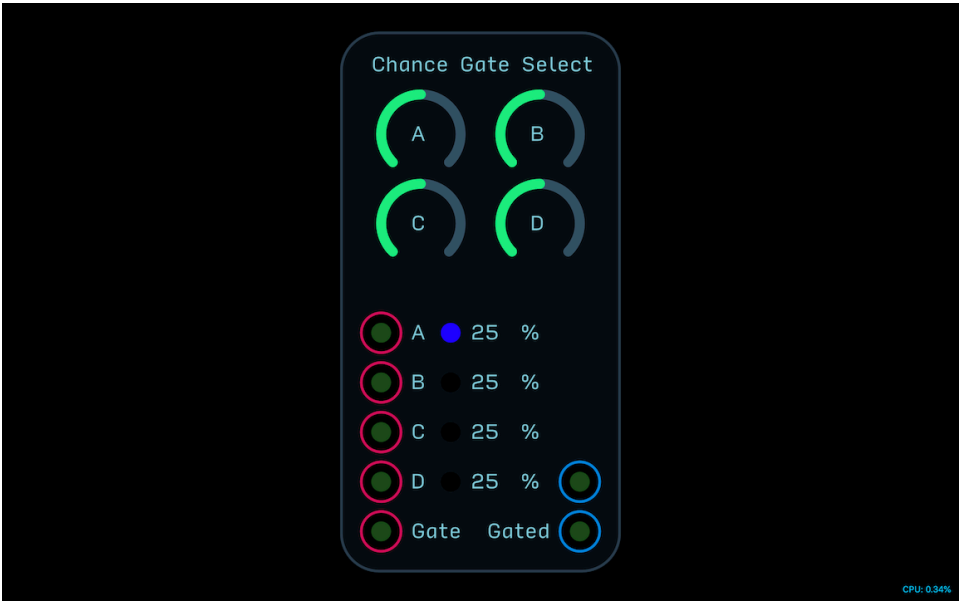 Chance Gate Select
A B
C D
A 25 %
B 25 %
C 25 %
D 25 %
Gate Gated
CPU: 0.34%